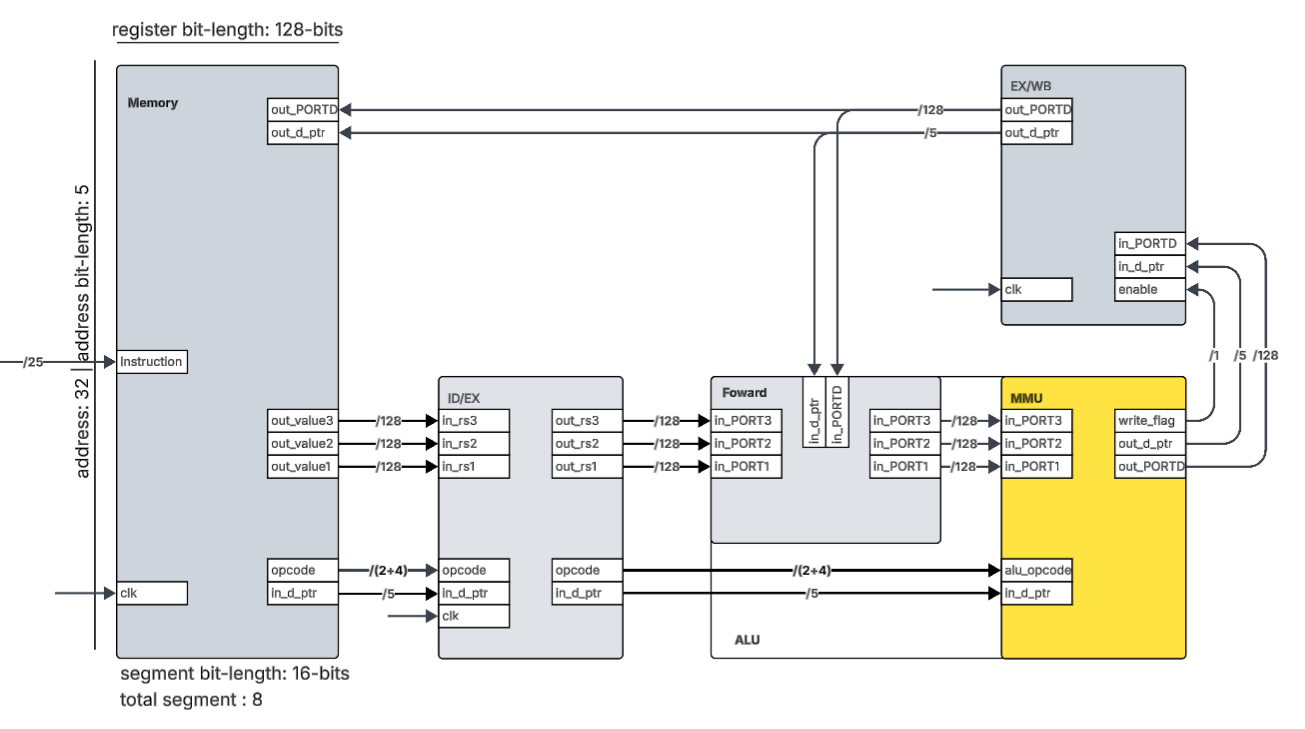 register bit-length: 128-bits
address: 32 | address bit-length: 5
Memory
out_PORTD
out_d_ptr
/128
/5
EX/WB
out_PORTD
out_d_ptr
in_PORTD
in_d_ptr
enable
clk
/1
/5
/128
/25
Instruction
out_value3
out_value2
out_value1
/128
/128
/128
opcode
in_d_ptr
clk
/(2+4)
/5
ID/EX
in_rs3
in_rs2
in_rs1
out_rs3
out_rs2
out_rs1
opcode
in_d_ptr
clk
opcode
in_d_ptr
/128
/128
/128
Foward
in_PORT3
in_PORT2
in_PORT1
in_d_ptr
in_PORTD
in_PORT3
in_PORT2
in_PORT1
/128
/128
/128
/(2+4)
/5
ALU
MMU
in_PORT3
in_PORT2
in_PORT1
write_flag
out_d_ptr
out_PORTD
alu_opcode
in_d_ptr
segment bit-length: 16-bits
total segment : 8